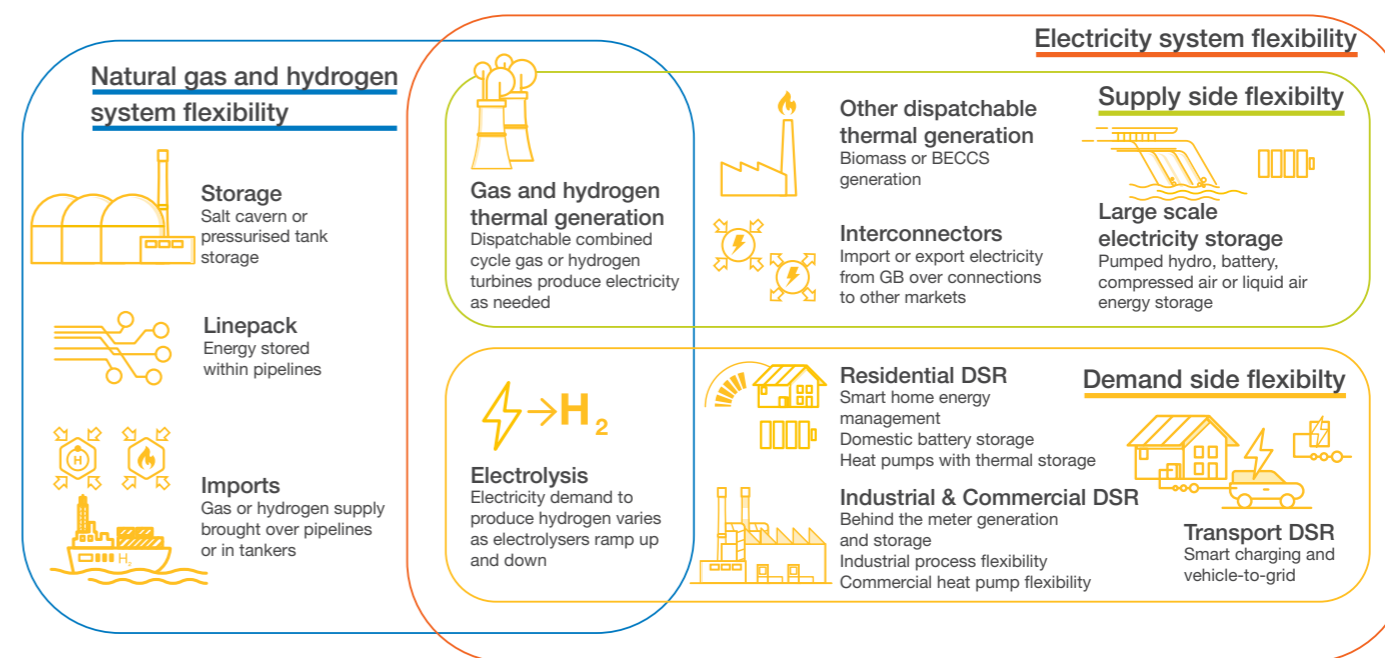 Natural gas and hydrogen
system flexibility
Storage
Salt cavern or
pressurised tank
storage
Linepack
Energy stored
within pipelines
H
Imports
Gas or hydrogen supply
brought over pipelines
or in tankers
H₂
Electricity system flexibility
Gas and hydrogen
thermal generation
Dispatchable combined
cycle gas or hydrogen
turbines produce electricity
as needed
Supply side flexibilty
Other dispatchable
thermal generation
Biomass or BECCS
generation
Interconnectors
Import or export electricity
from GB over connections
to other markets
Large scale
electricity storage
Pumped hydro, battery,
compressed air or liquid air
energy storage
→H₂
Electrolysis
Electricity demand to
produce hydrogen varies
as electrolysers ramp up
and down
Demand side flexibilty
Residential DSR
Smart home energy
management
Domestic battery storage
Heat pumps with thermal storage
Industrial & Commercial DSR
Behind the meter generation
and storage
Industrial process flexibility
Commercial heat pump flexibility
Transport DSR
Smart charging and
vehicle-to-grid